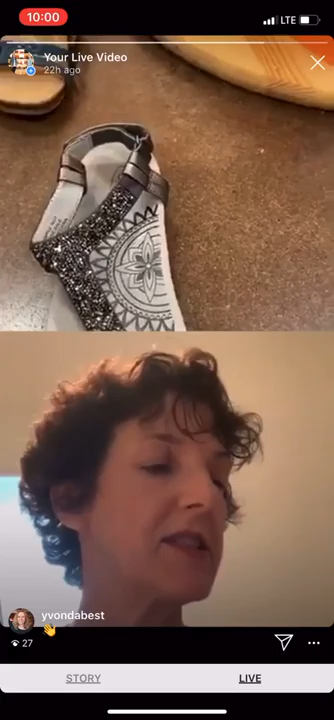 10:00
LTE
Your Live Video
22h ago
yvondabest
27
STORY
LIVE